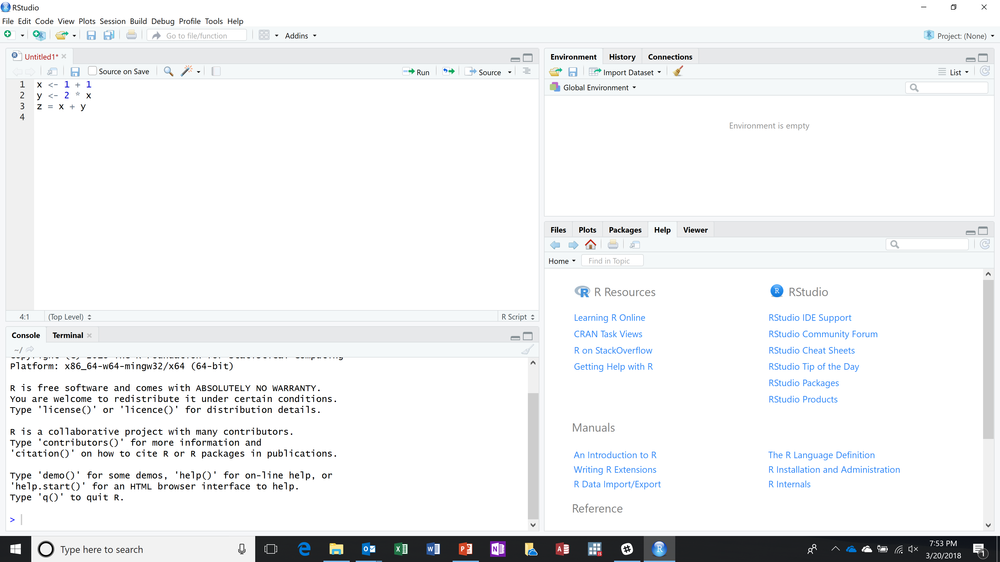 RStudio
File Edit Code View Plots Session Build Debug Profile Tools Help
Go to file/function
Addins
Project: (None)
Untitled1*
Source on Save
Run
Source
1 x <- 1 + 1
2 y <- 2 * x
3 z = x + y
4
4:1 (Top Level)
R Script
Console Terminal
~/
Copyright (C) 2018 The R Foundation for Statistical Computing
Platform: x86_64-w64-mingw32/x64 (64-bit)
R is free software and comes with ABSOLUTELY NO WARRANTY.
You are welcome to redistribute it under certain conditions.
Type 'license()' or 'licence()' for distribution details.
R is a collaborative project with many contributors.
Type 'contributors()' for more information and
'citation()' on how to cite R or R packages in publications.
Type 'demo()' for some demos, 'help()' for on-line help, or
'help.start()' for an HTML browser interface to help.
Type 'q()' to quit R.
>
Environment History Connections
Import Dataset
List
Global Environment
Environment is empty
Files Plots Packages Help Viewer
Home Find in Topic
R Resources
Learning R Online
CRAN Task Views
R on StackOverflow
Getting Help with R
RStudio
RStudio IDE Support
RStudio Community Forum
RStudio Cheat Sheets
RStudio Tip of the Day
RStudio Packages
RStudio Products
Manuals
An Introduction to R
Writing R Extensions
R Data Import/Export
The R Language Definition
R Installation and Administration
R Internals
Reference
Type here to search
15
7:53 PM
3/20/2018
1